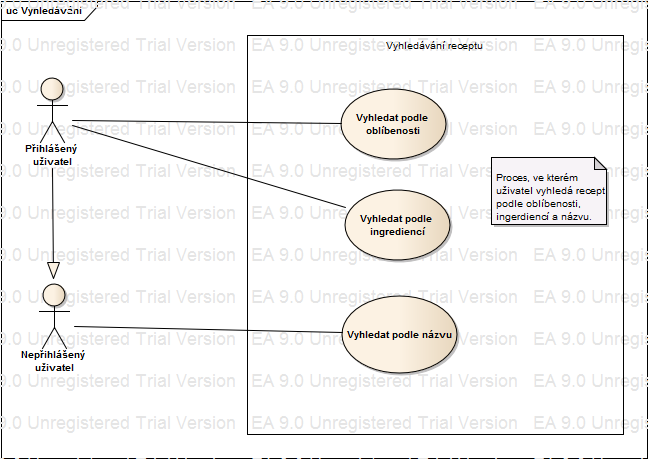 uc Vyhledávání
Vyhledávání receptu
Přihlášený
uživatel
Vyhledat podle
oblíbenosti
Proces, ve kterém
uživatel vyhledá recept
podle oblíbenosti,
ingerdiencí a názvu.
Vyhledat podle
ingrediencí
Nepřihlášený
uživatel
Vyhledat podle názvu
EA 9.0 Unregistered Trial Version